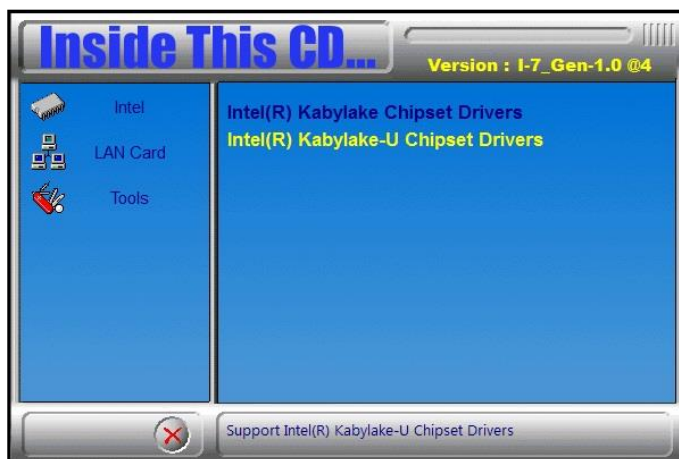 Inside This CD...
Version : I-7_Gen-1.0 @4
Intel
LAN Card
Tools
Intel(R) Kabylake Chipset Drivers
Intel(R) Kabylake-U Chipset Drivers
Support Intel(R) Kabylake-U Chipset Drivers